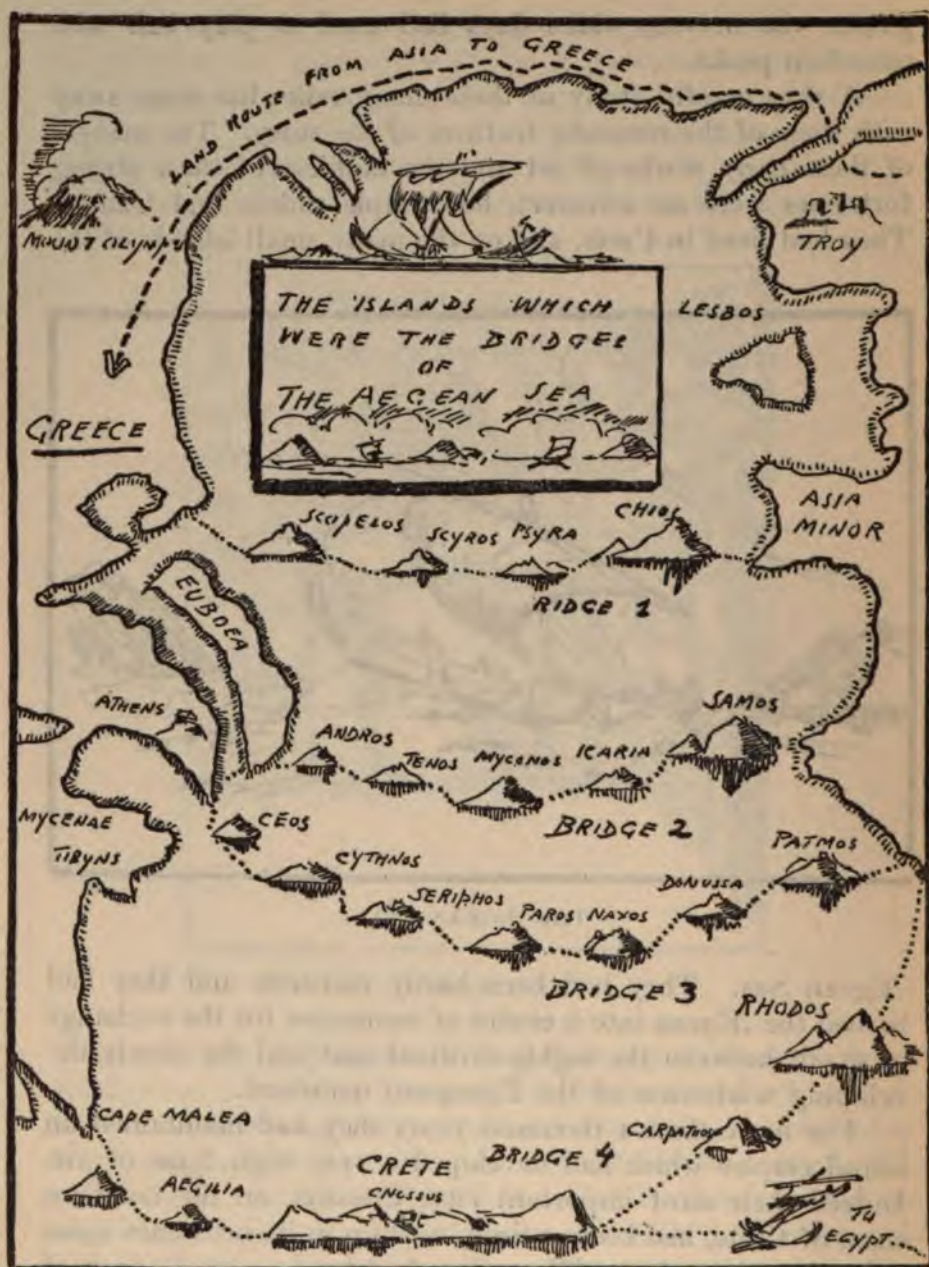 LAND ROUTE FROM ASIA TO GREECE
MOUNT OLYMPUS
TROY
THE ISLANDS WHICH
WERE THE BRIDGES
OF
THE AEGEAN SEA
LESBOS
GREECE
ASIA
MINOR
SCOPELOS
SCYROS
PSYRA
CHIOS
RIDGE 1
EUBOEA
ATHENS
ANDROS
TENOS
MYCONOS
ICARIA
SAMOS
BRIDGE 2
MYCENAE
TIRYNS
CEOS
CYTHNOS
SERIPHOS
PAROS
NAXOS
DONUSSA
PATMOS
BRIDGE 3
RHODOS
CAPE MALEA
AEGILIA
CRETE
CNOSSUS
BRIDGE 4
CARPATHOS
TO
EGYPT